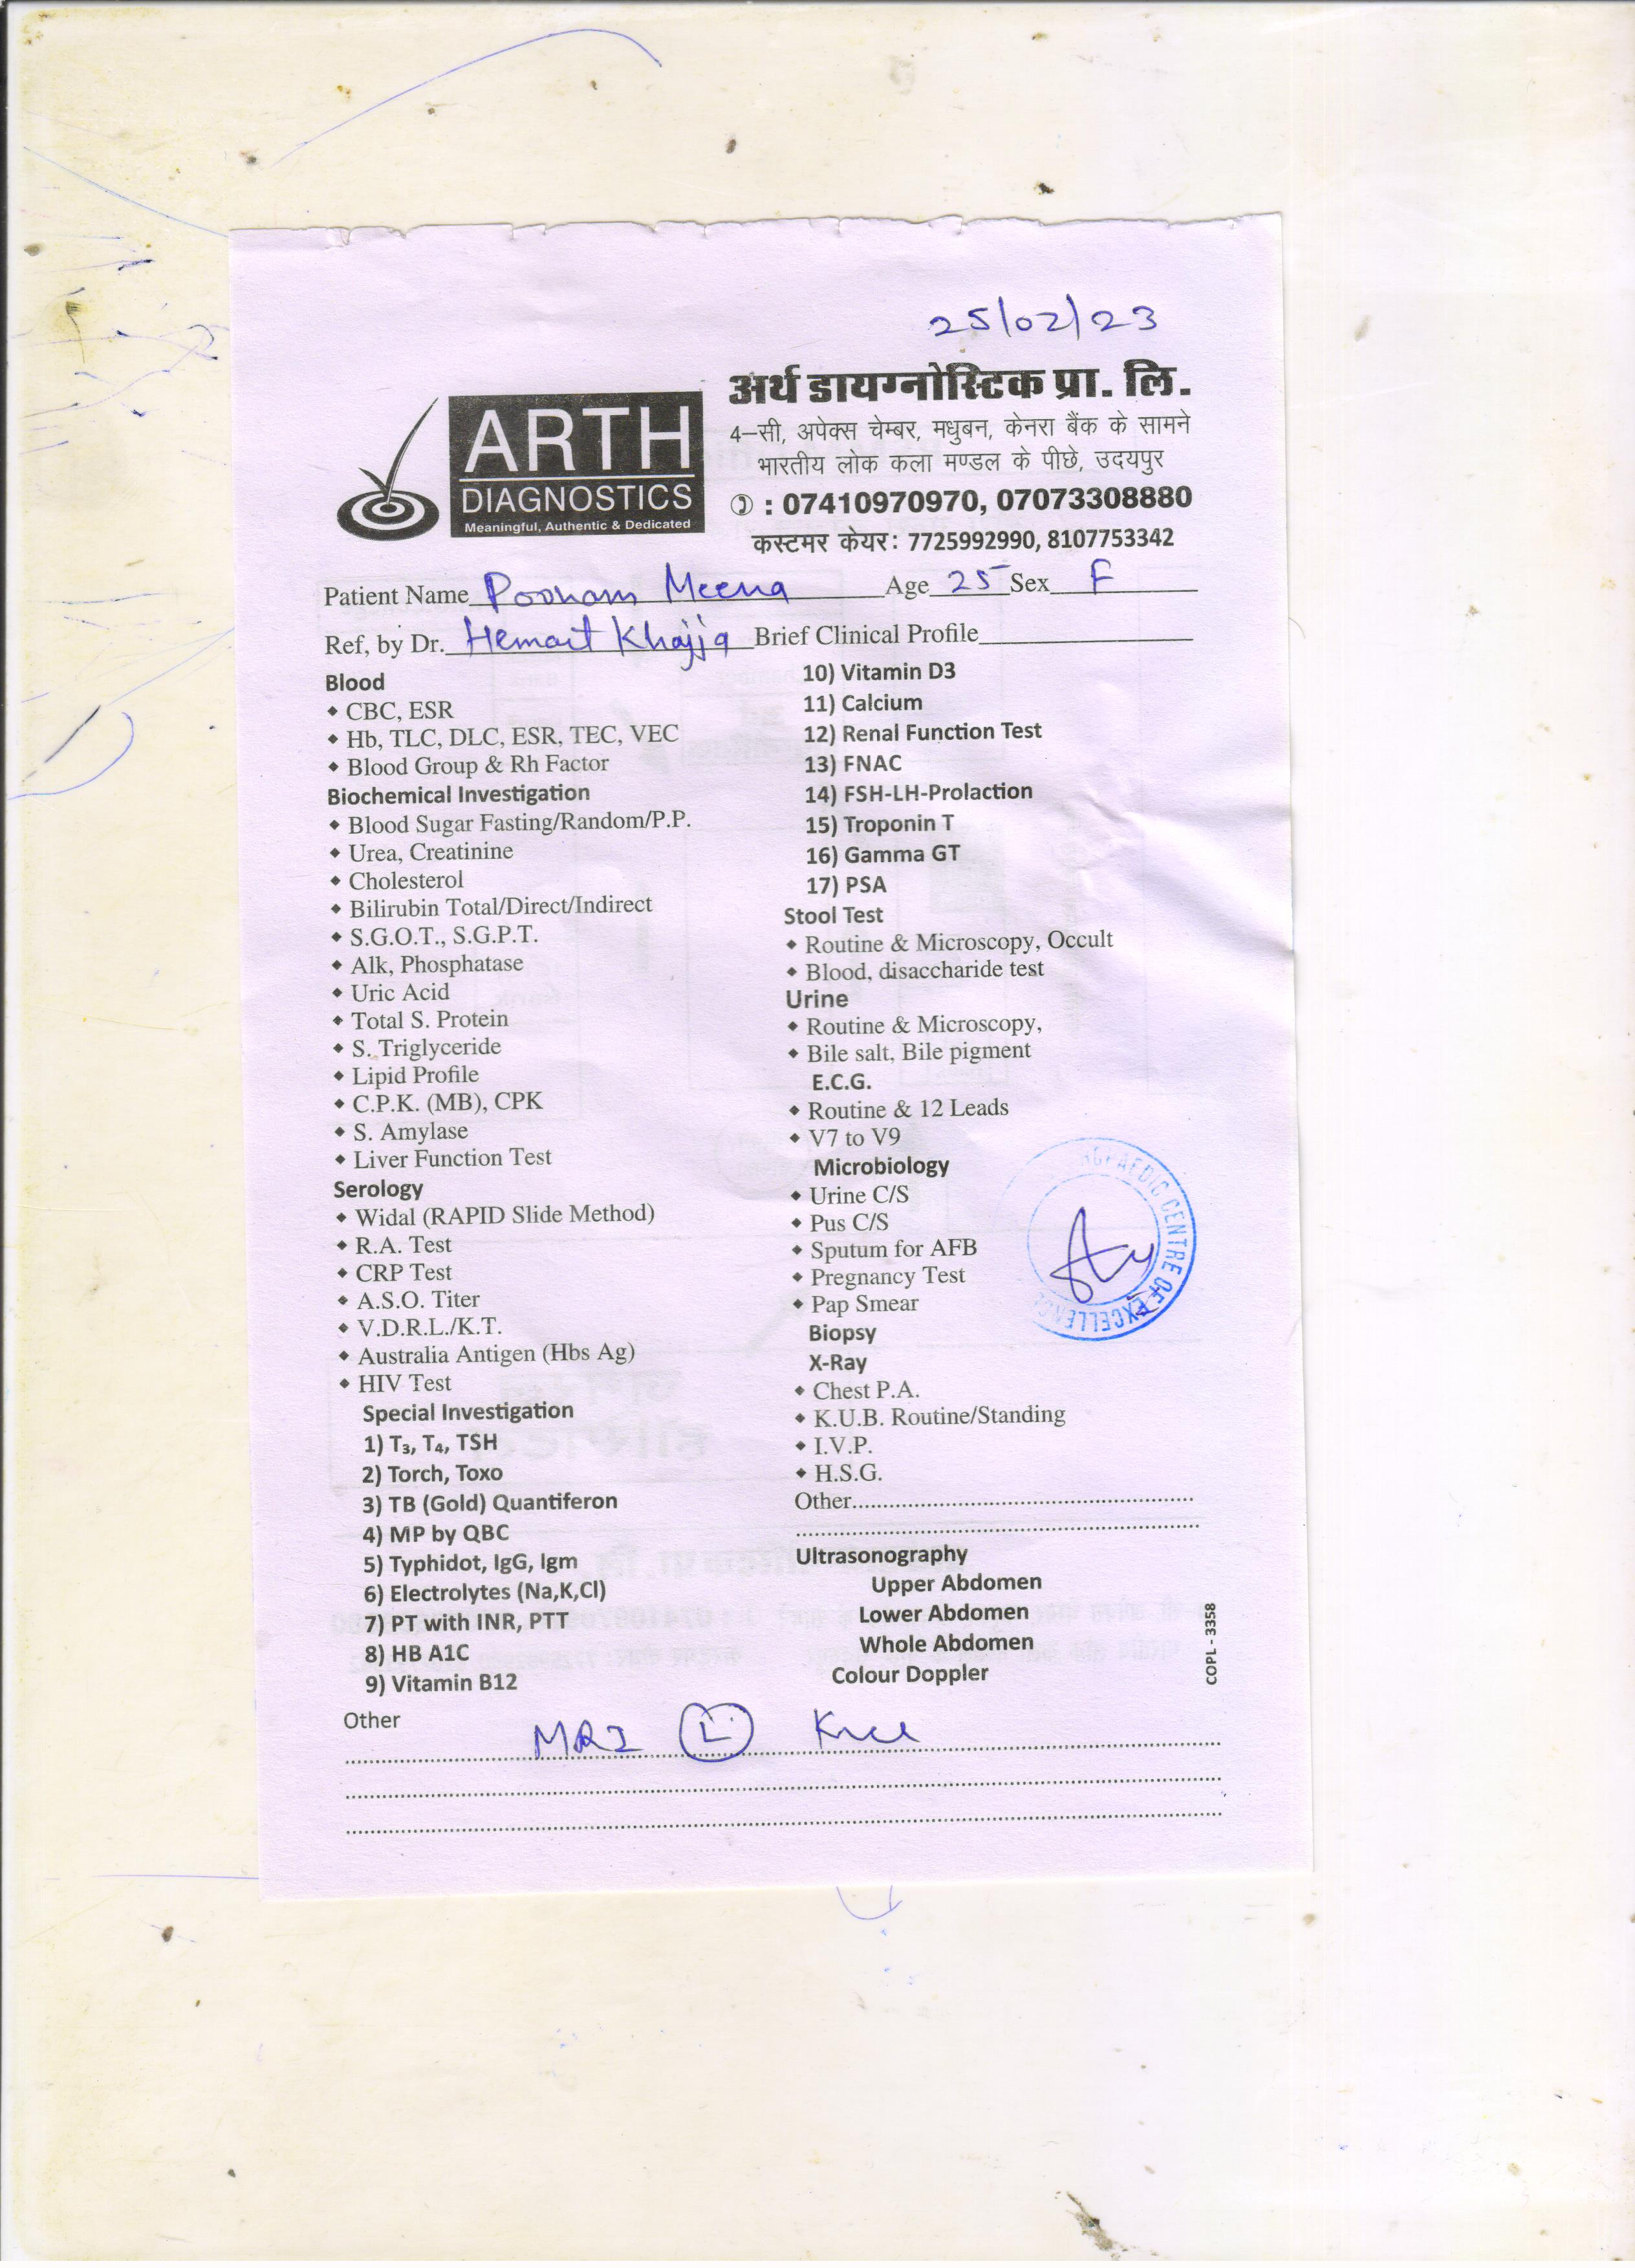 25/02/23
अर्थ डायग्नोस्टिक प्रा. लि.
ARTH
DIAGNOSTICS
Meaningful, Authentic & Dedicated
4–सी, अपेक्स चेम्बर, मधुबन, केनरा बैंक के सामने
भारतीय लोक कला मण्डल के पीछे, उदयपुर
: 07410970970, 07073308880
कस्टमर केयर: 7725992990, 8107753342
Patient Name Poonam Meena Age 25 Sex F
Ref, by Dr. Hemant Khajja Brief Clinical Profile
Blood
◆ CBC, ESR
◆ Hb, TLC, DLC, ESR, TEC, VEC
◆ Blood Group & Rh Factor
Biochemical Investigation
◆ Blood Sugar Fasting/Random/P.P.
◆ Urea, Creatinine
◆ Cholesterol
◆ Bilirubin Total/Direct/Indirect
◆ S.G.O.T., S.G.P.T.
◆ Alk, Phosphatase
◆ Uric Acid
◆ Total S. Protein
◆ S. Triglyceride
◆ Lipid Profile
◆ C.P.K. (MB), CPK
◆ S. Amylase
◆ Liver Function Test
Serology
◆ Widal (RAPID Slide Method)
◆ R.A. Test
◆ CRP Test
◆ A.S.O. Titer
◆ V.D.R.L./K.T.
◆ Australia Antigen (Hbs Ag)
◆ HIV Test
Special Investigation
1) T₃, T₄, TSH
2) Torch, Toxo
3) TB (Gold) Quantiferon
4) MP by QBC
5) Typhidot, IgG, Igm
6) Electrolytes (Na,K,Cl)
7) PT with INR, PTT
8) HB A1C
9) Vitamin B12
10) Vitamin D3
11) Calcium
12) Renal Function Test
13) FNAC
14) FSH-LH-Prolaction
15) Troponin T
16) Gamma GT
17) PSA
Stool Test
◆ Routine & Microscopy, Occult
◆ Blood, disaccharide test
Urine
◆ Routine & Microscopy,
◆ Bile salt, Bile pigment
E.C.G.
◆ Routine & 12 Leads
◆ V7 to V9
Microbiology
◆ Urine C/S
◆ Pus C/S
◆ Sputum for AFB
◆ Pregnancy Test
◆ Pap Smear
Biopsy
X-Ray
◆ Chest P.A.
◆ K.U.B. Routine/Standing
◆ I.V.P.
◆ H.S.G.
Other
Ultrasonography
Upper Abdomen
Lower Abdomen
Whole Abdomen
Colour Doppler
CENTRE OF EXCELLENCE
COPL - 3358
Other
MRI L Knee